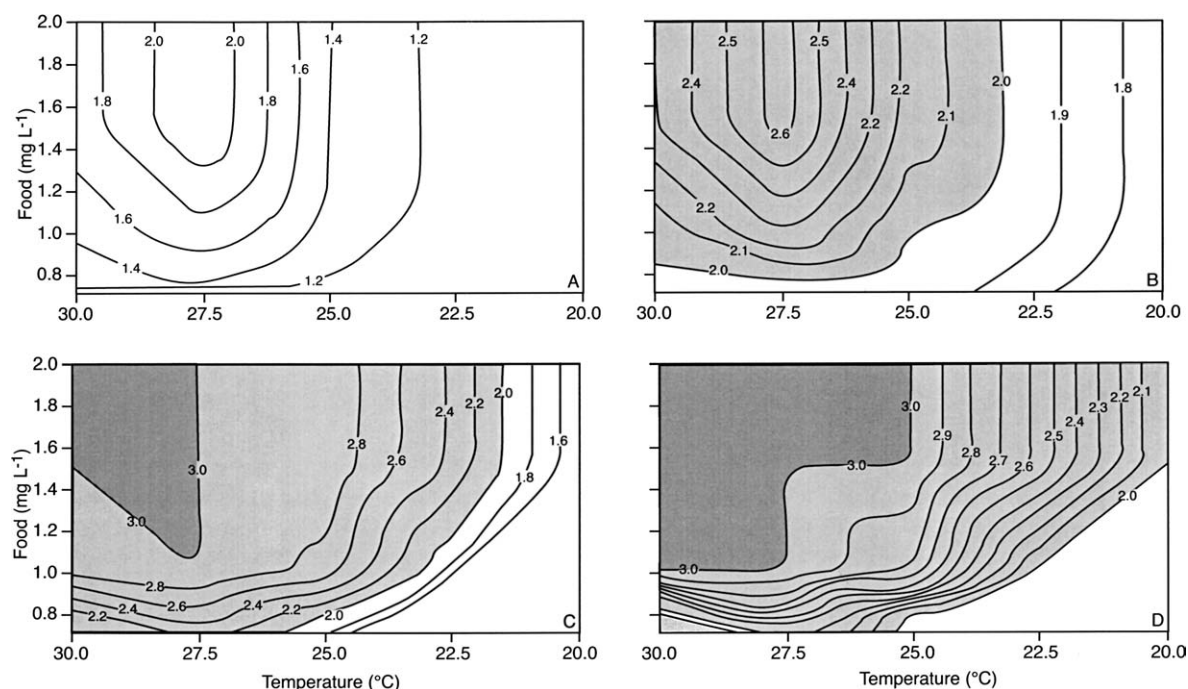 Food (mg L-1)
2.0
1.8
1.6
1.4
1.2
1.0
0.8
2.0 2.0 1.4 1.2
1.6
1.8 1.8
1.6
1.4
1.2
A
30.0 27.5 25.0 22.5 20.0
2.5 2.5
2.4 2.4 2.2 2.0 1.8
2.1 1.9
2.6 2.2
2.2
2.1
2.0
B
30.0 27.5 25.0 22.5 20.0
Food (mg L-1)
2.0
1.8
1.6
1.4
1.2
1.0
0.8
2.4 2.2 2.0
2.8
3.0 2.6 1.6
1.8
3.0
2.8
2.6 2.4
2.4 2.2
2.2 2.0
C
30.0 27.5 25.0 22.5 20.0
Temperature (°C)
3.0 2.9 2.8 2.7 2.6 2.5 2.4 2.3 2.2 2.1
3.0
2.0
3.0
D
30.0 27.5 25.0 22.5 20.0
Temperature (°C)